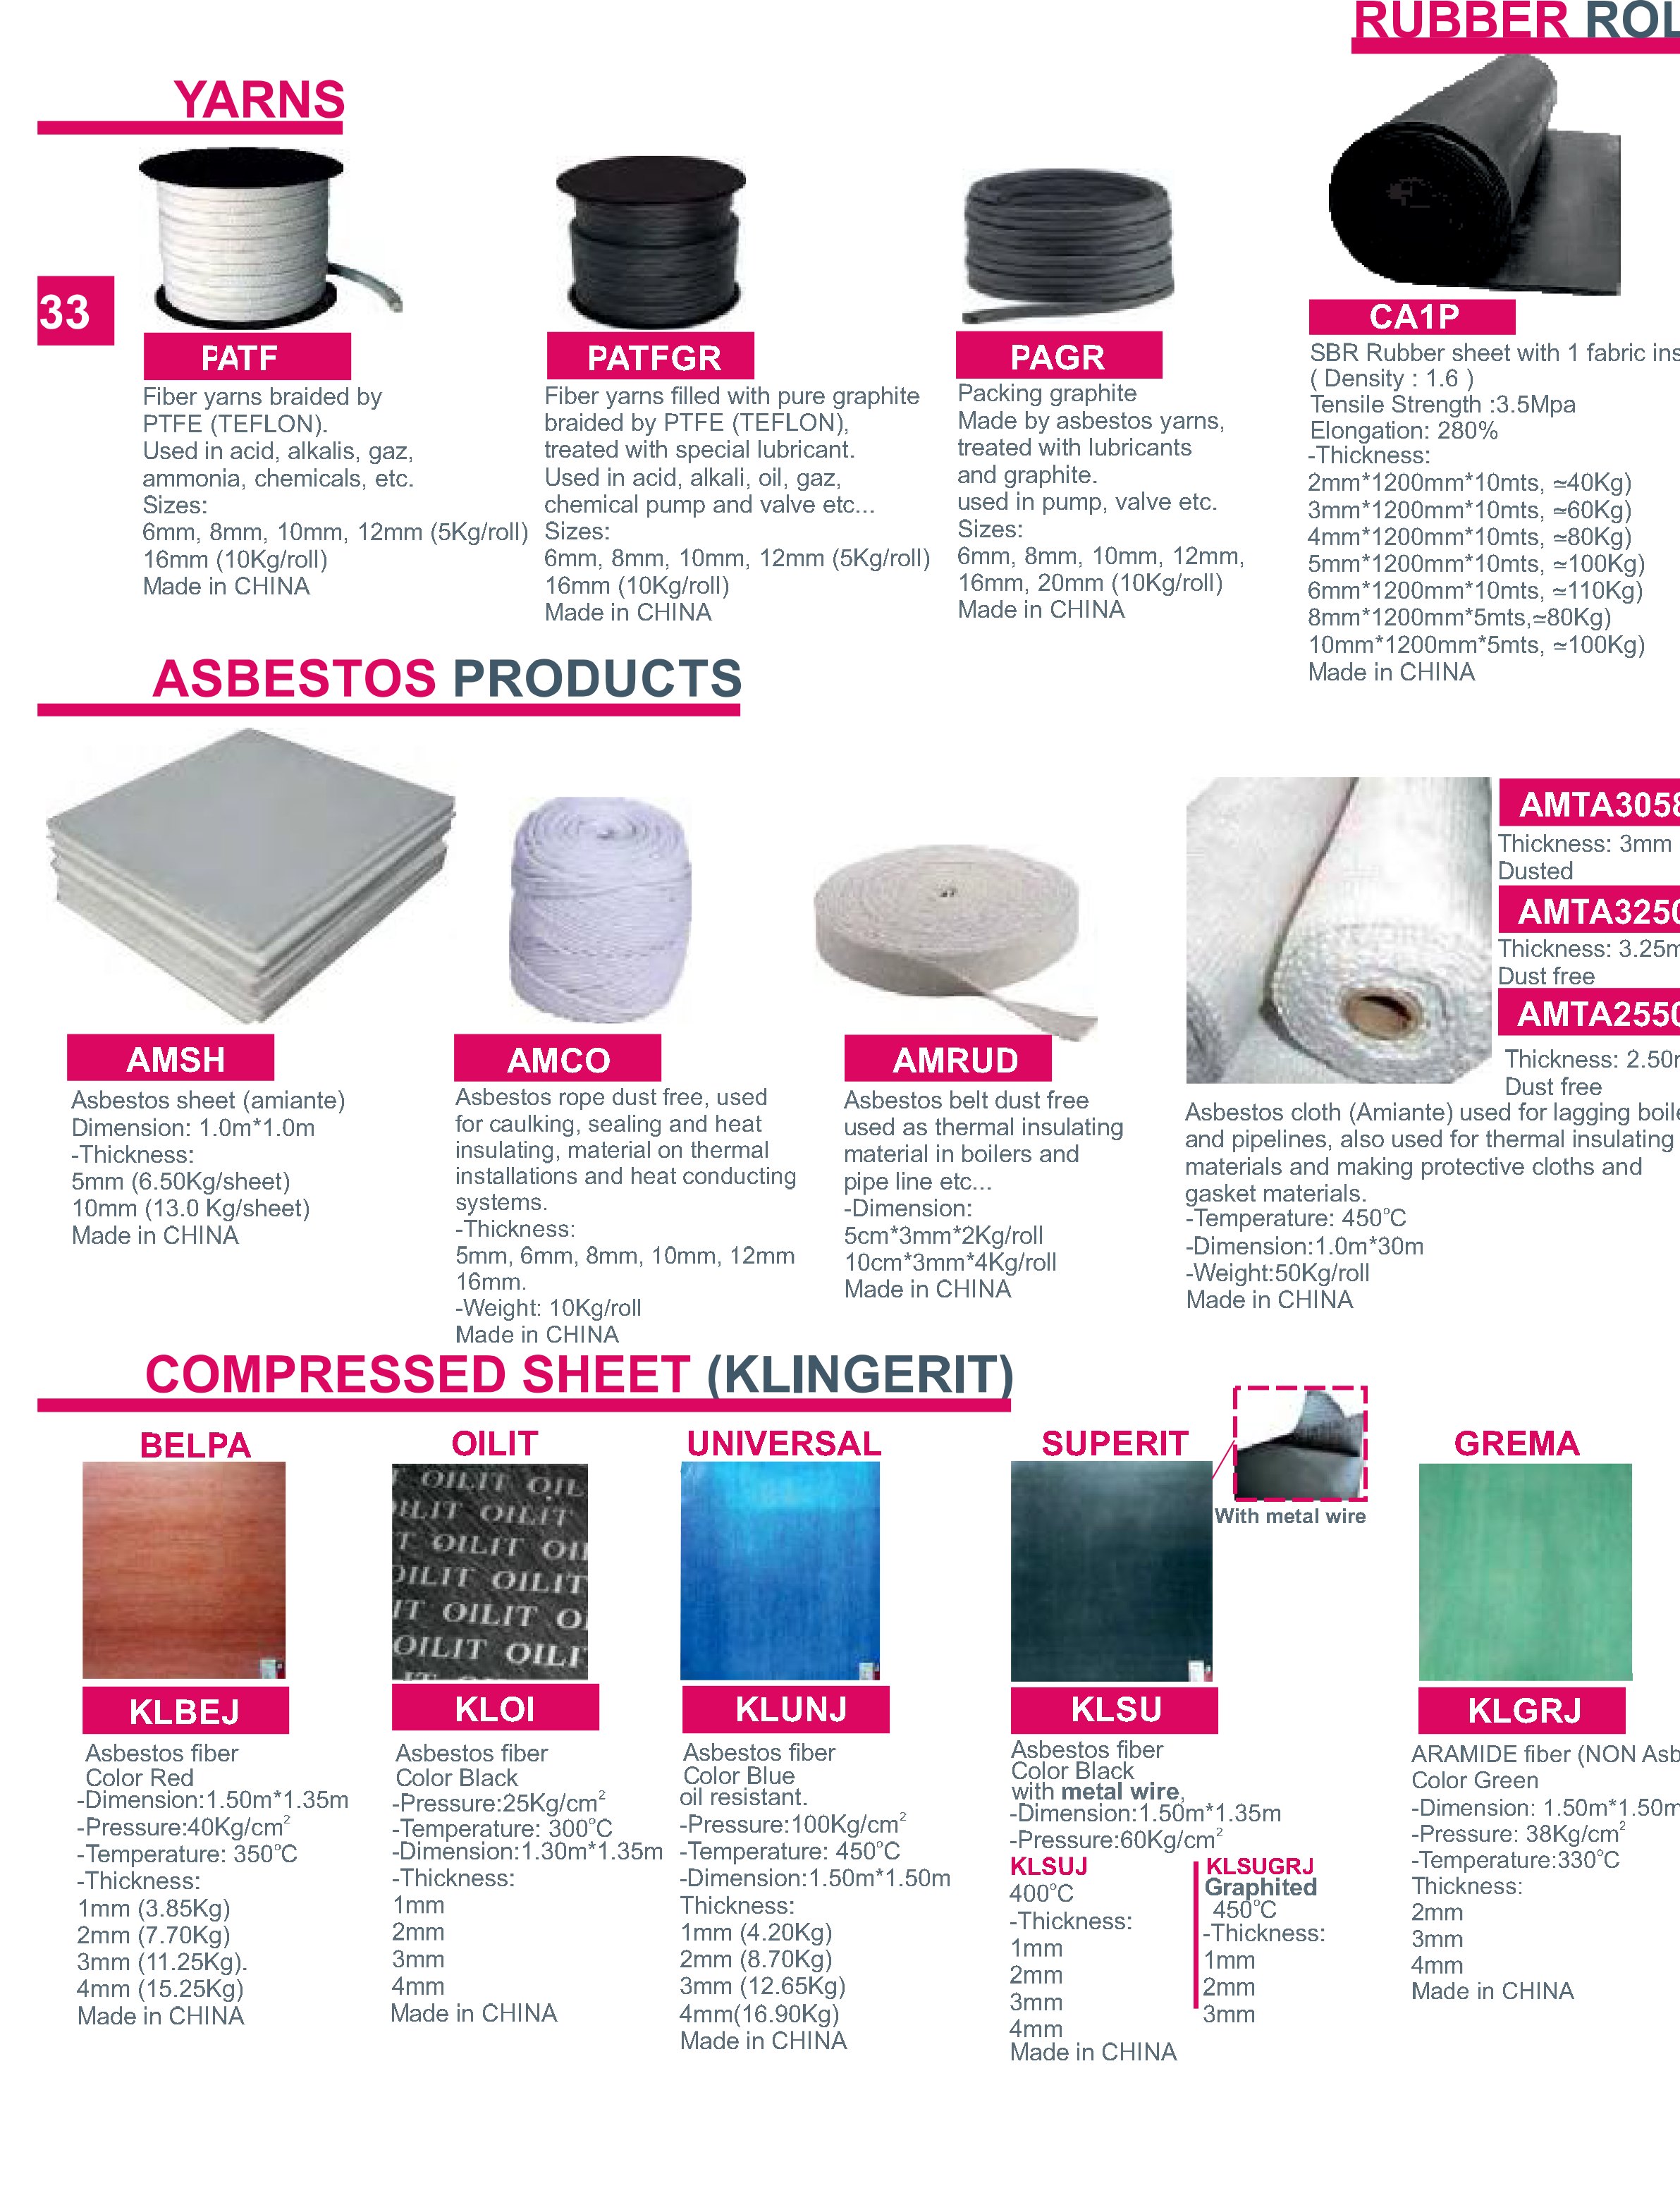 RUBBER
YARNS
33
PATF
Fiber yarns braided by
PTFE (TEFLON).
Used in acid, alkalis, gaz,
ammonia, chemicals, etc.
Sizes:
6mm, 8mm, 10mm, 12mm (5Kg/roll)
16mm (10Kg/roll)
Made in CHINA
PATFGR
Fiber yarns filled with pure graphite
braided by PTFE (TEFLON),
treated with special lubricant.
Used in acid, alkali, oil, gaz,
chemical pump and valve etc...
Sizes:
6mm, 8mm, 10mm, 12mm (5Kg/roll)
16mm (10Kg/roll)
Made in CHINA
PAGR
Packing graphite
Made by asbestos yarns,
treated with lubricants
and graphite.
used in pump, valve etc.
Sizes:
6mm, 8mm, 10mm, 12mm,
16mm, 20mm (10Kg/roll)
Made in CHINA
CA1P
SBR Rubber sheet with 1 fabric
( Density : 1.6 )
Tensile Strength :3.5Mpa
Elongation: 280%
-Thickness:
2mm*1200mm*10mts, ≃40Kg)
3mm*1200mm*10mts, ≃60Kg)
4mm*1200mm*10mts, ≃80Kg)
5mm*1200mm*10mts, ≃100Kg)
6mm*1200mm*10mts, ≃110Kg)
8mm*1200mm*5mts,≃80Kg)
10mm*1200mm*5mts, ≃100Kg)
Made in CHINA
ASBESTOS PRODUCTS
AMSH
Asbestos sheet (amiante)
Dimension: 1.0m*1.0m
-Thickness:
5mm (6.50Kg/sheet)
10mm (13.0 Kg/sheet)
Made in CHINA
AMCO
Asbestos rope dust free, used
for caulking, sealing and heat
insulating, material on thermal
installations and heat conducting
systems.
-Thickness:
5mm, 6mm, 8mm, 10mm, 12mm
16mm.
-Weight: 10Kg/roll
Made in CHINA
AMRUD
Asbestos belt dust free
used as thermal insulating
material in boilers and
pipe line etc...
-Dimension:
5cm*3mm*2Kg/roll
10cm*3mm*4Kg/roll
Made in CHINA
AMTA3058
Thickness: 3mm
Dusted
AMTA3250
Thickness: 3.25m
Dust free
AMTA2550
Thickness: 2.50
Dust free
Asbestos cloth (Amiante) used for lagging
and pipelines, also used for thermal insulating
materials and making protective cloths and
gasket materials.
-Temperature: 450°C
-Dimension:1.0m*30m
-Weight:50Kg/roll
Made in CHINA
COMPRESSED SHEET (KLINGERIT)
BELPA
KLBEJ
Asbestos fiber
Color Red
-Dimension:1.50m*1.35m
-Pressure:40Kg/cm²
-Temperature: 350°C
-Thickness:
1mm (3.85Kg)
2mm (7.70Kg)
3mm (11.25Kg).
4mm (15.25Kg)
Made in CHINA
OILIT
OILIT OIL
OILIT OILIT
IT OILIT OIL
OILIT OILIT
IT OILIT O
OILIT OILI
KLOI
Asbestos fiber
Color Black
-Pressure:25Kg/cm²
-Temperature: 300°C
-Dimension:1.30m*1.35m
-Thickness:
1mm
2mm
3mm
4mm
Made in CHINA
UNIVERSAL
KLUNJ
Asbestos fiber
Color Blue
oil resistant.
-Pressure:100Kg/cm²
-Temperature: 450°C
-Dimension:1.50m*1.50m
Thickness:
1mm (4.20Kg)
2mm (8.70Kg)
3mm (12.65Kg)
4mm(16.90Kg)
Made in CHINA
SUPERIT
With metal wire
KLSU
Asbestos fiber
Color Black
with metal wire,
-Dimension:1.50m*1.35m
-Pressure:60Kg/cm²
KLSUJ
400°C
-Thickness:
1mm
2mm
3mm
4mm
Made in CHINA
KLSUGRJ
Graphited
450°C
-Thickness:
1mm
2mm
3mm
GREMA
KLGRJ
ARAMIDE fiber (NON
Color Green
-Dimension: 1.50m*1.50m
-Pressure: 38Kg/cm²
-Temperature:330°C
Thickness:
2mm
3mm
4mm
Made in CHINA